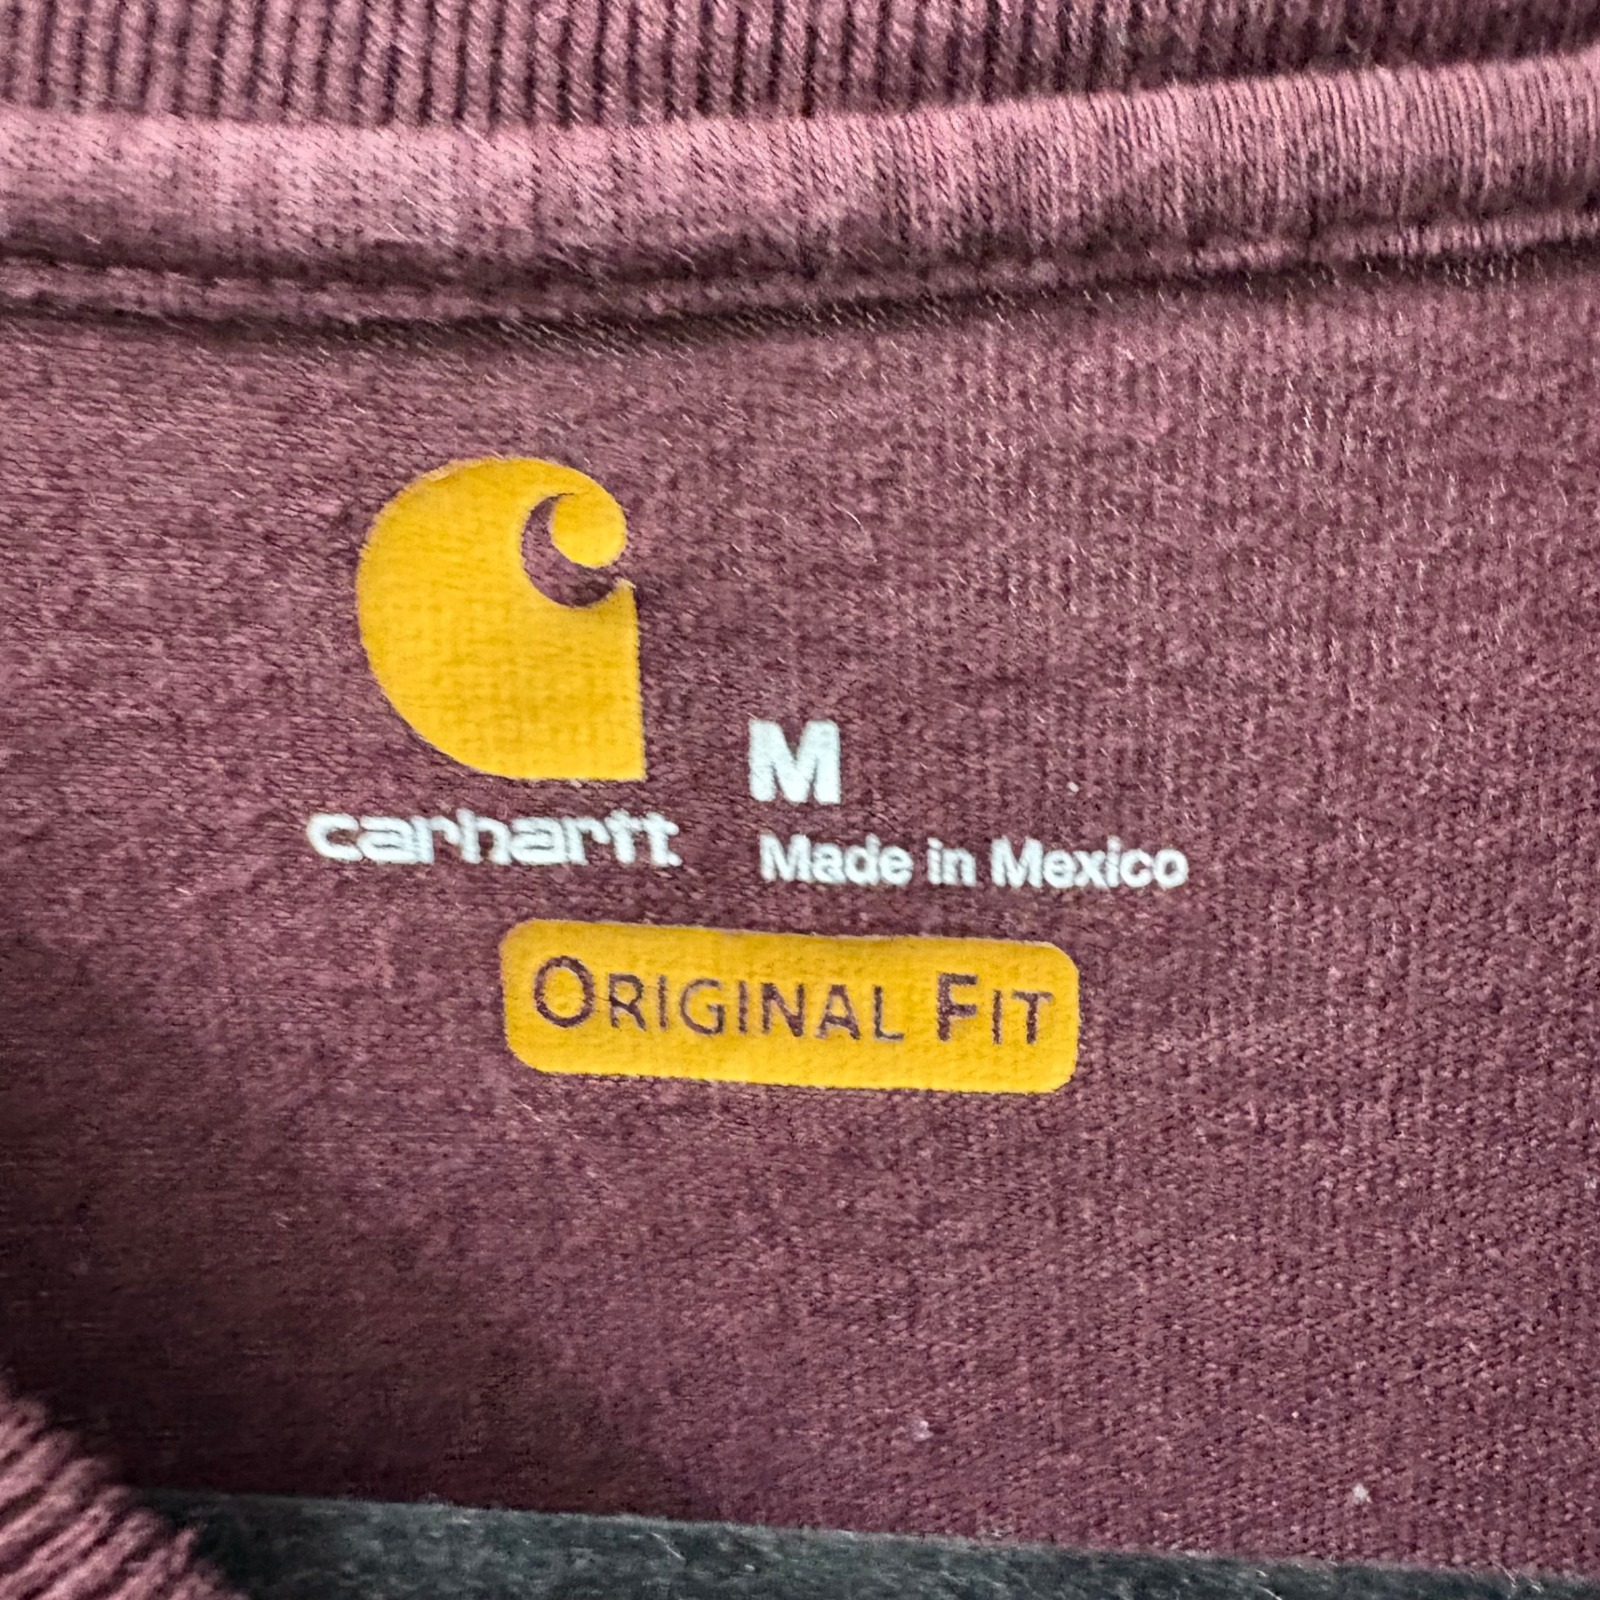 M
carhartt.
Made in Mexico
ORIGINAL FIT